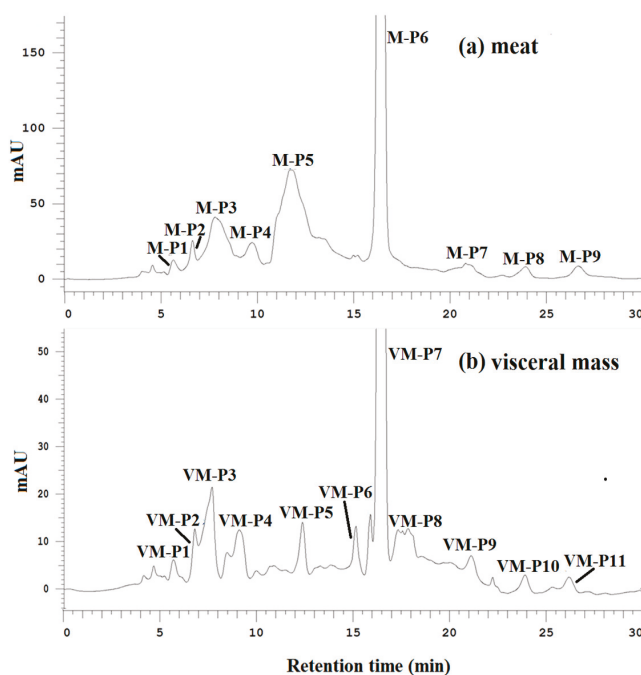 M-P6
(a) meat
150
100
M-P5
mAU
M-P3
50
M-P2
M-P4
M-P1
M-P7
M-P8
M-P9
0
0 5 10 15 20 25 30
VM-P7
(b) visceral mass
50
40
30
mAU
VM-P3
20
VM-P6
VM-P2
VM-P4
VM-P5
VM-P8
10
VM-P1
VM-P9
VM-P10
VM-P11
0
0 5 10 15 20 25 30
Retention time (min)